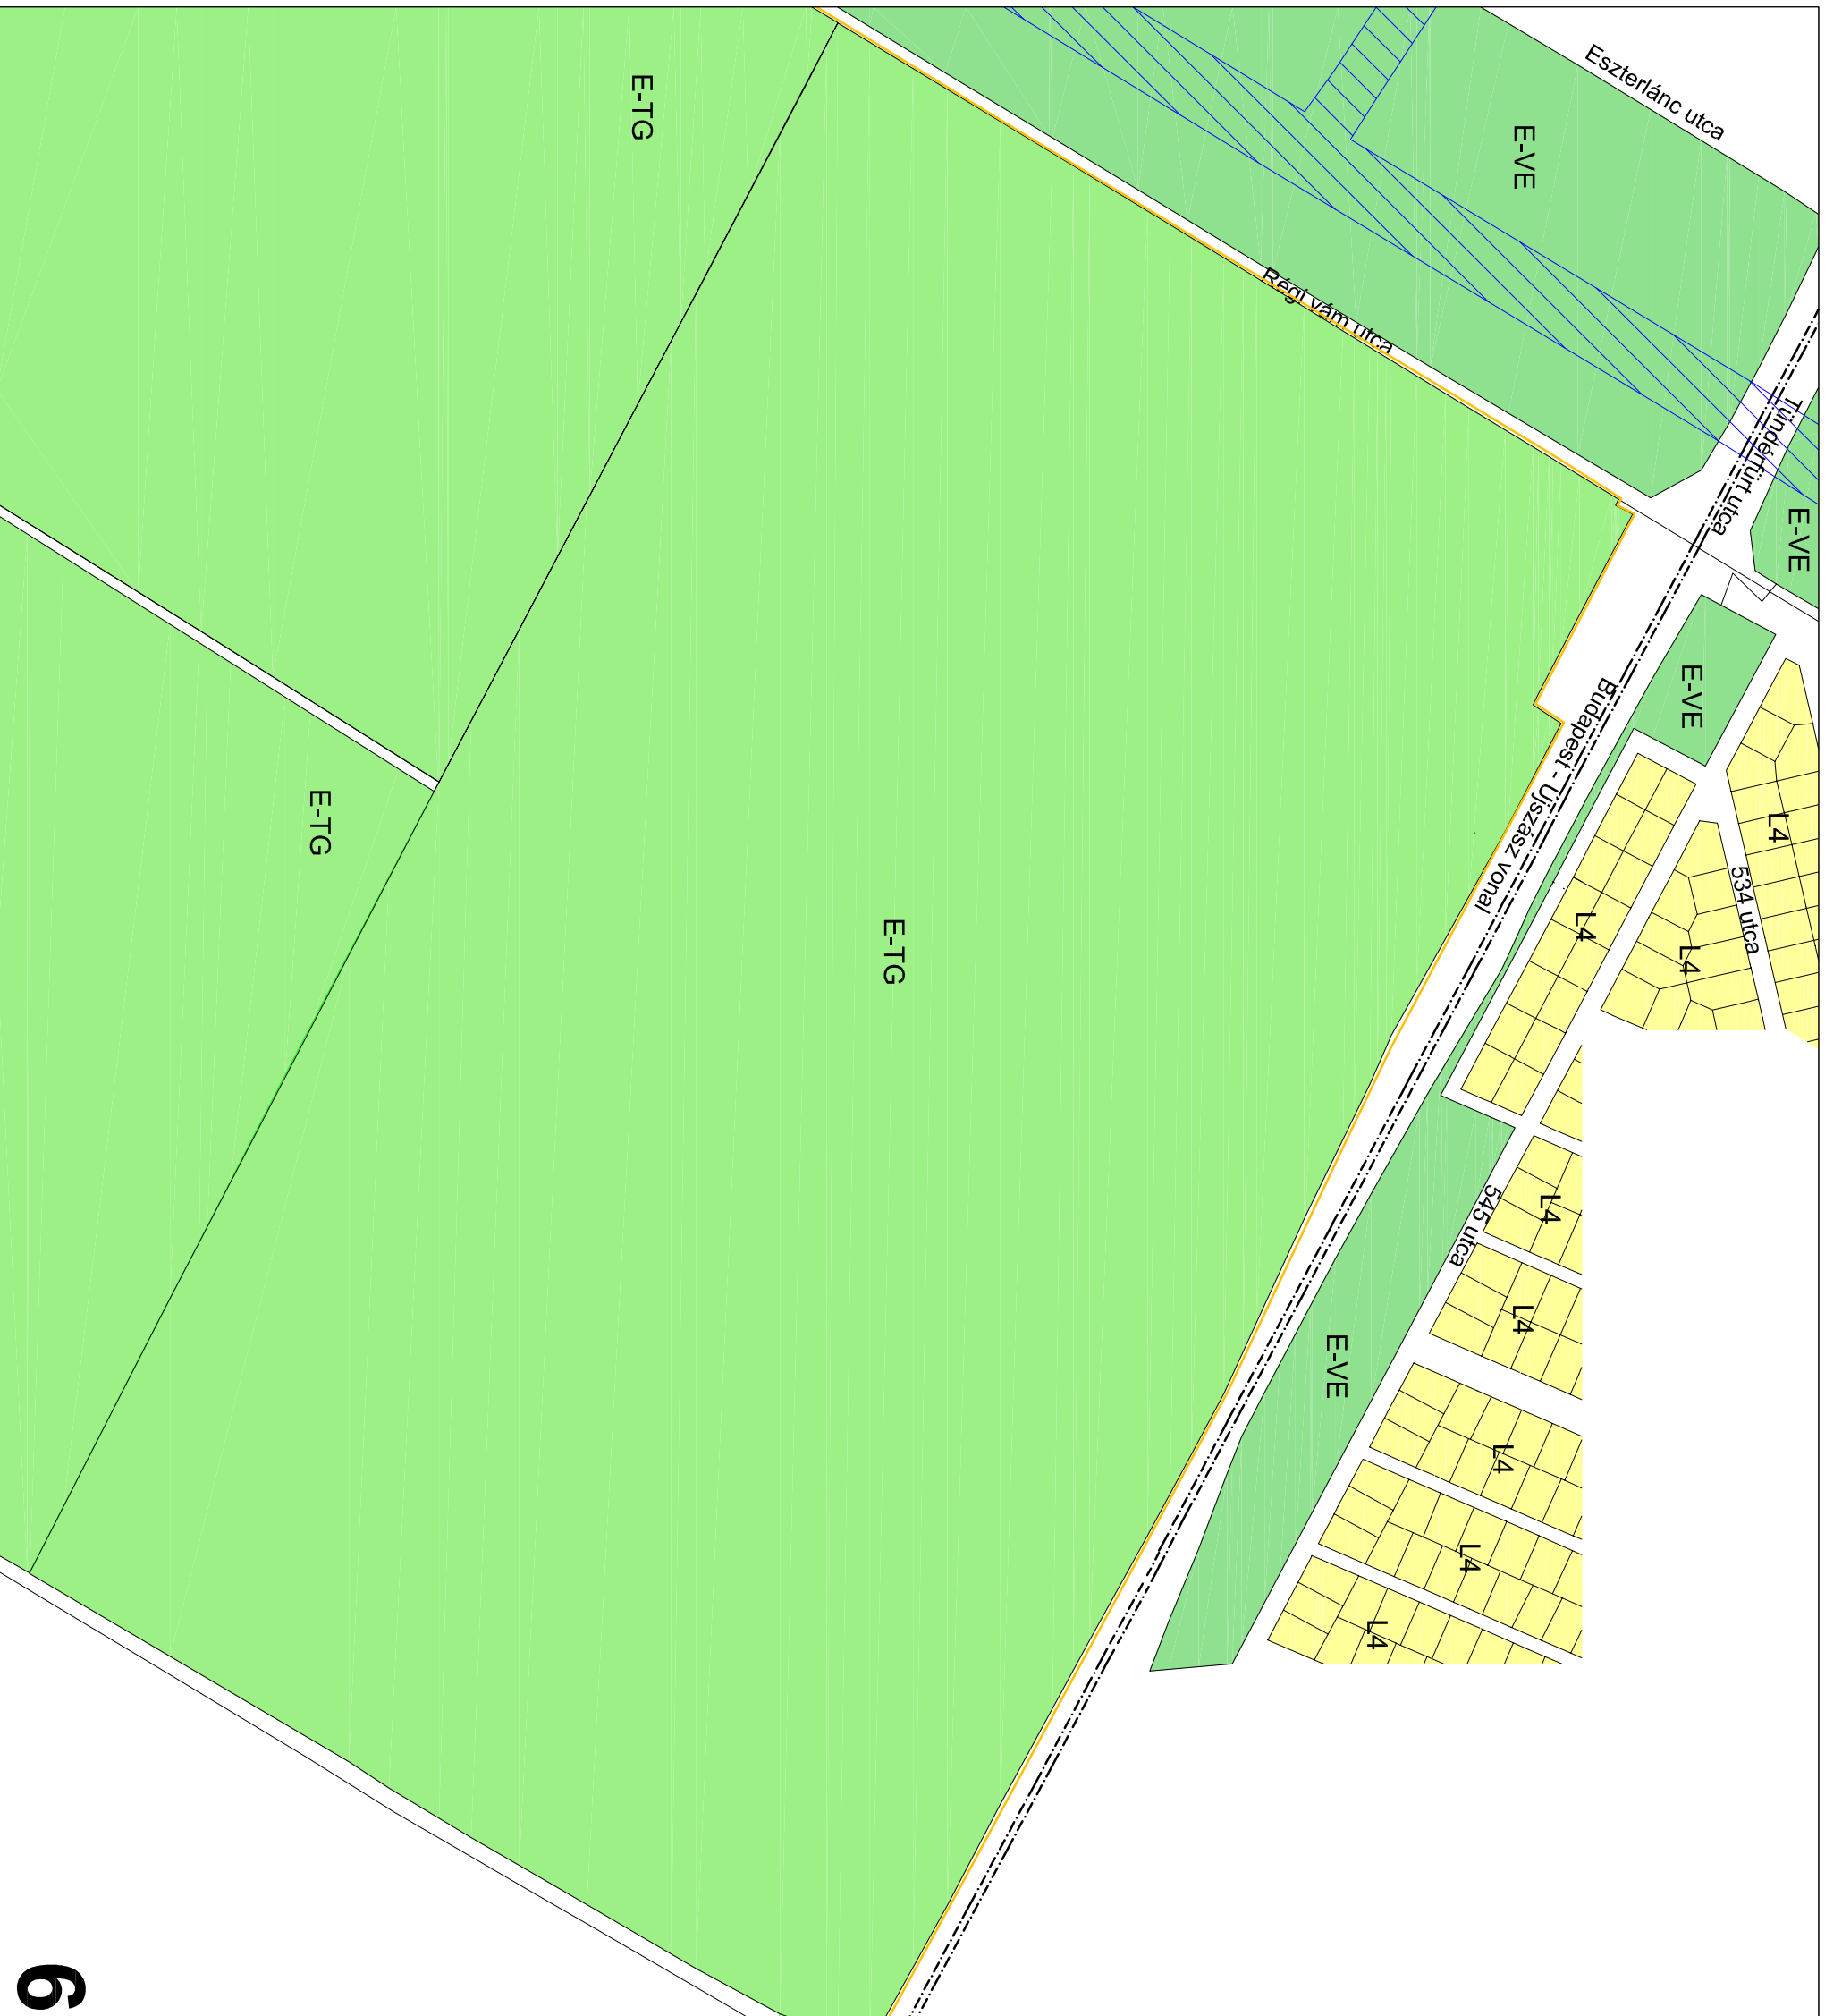 Eszterlánc utca
E-TG
E-VE
Régi vám utca
Tündérfürt utca
E-VE
E-VE
Budapest - Újszász vonal
L4
534 utca
L4
L4
E-TG
E-TG
545 utca
L4
L4
E-VE
L4
L4
L4
6